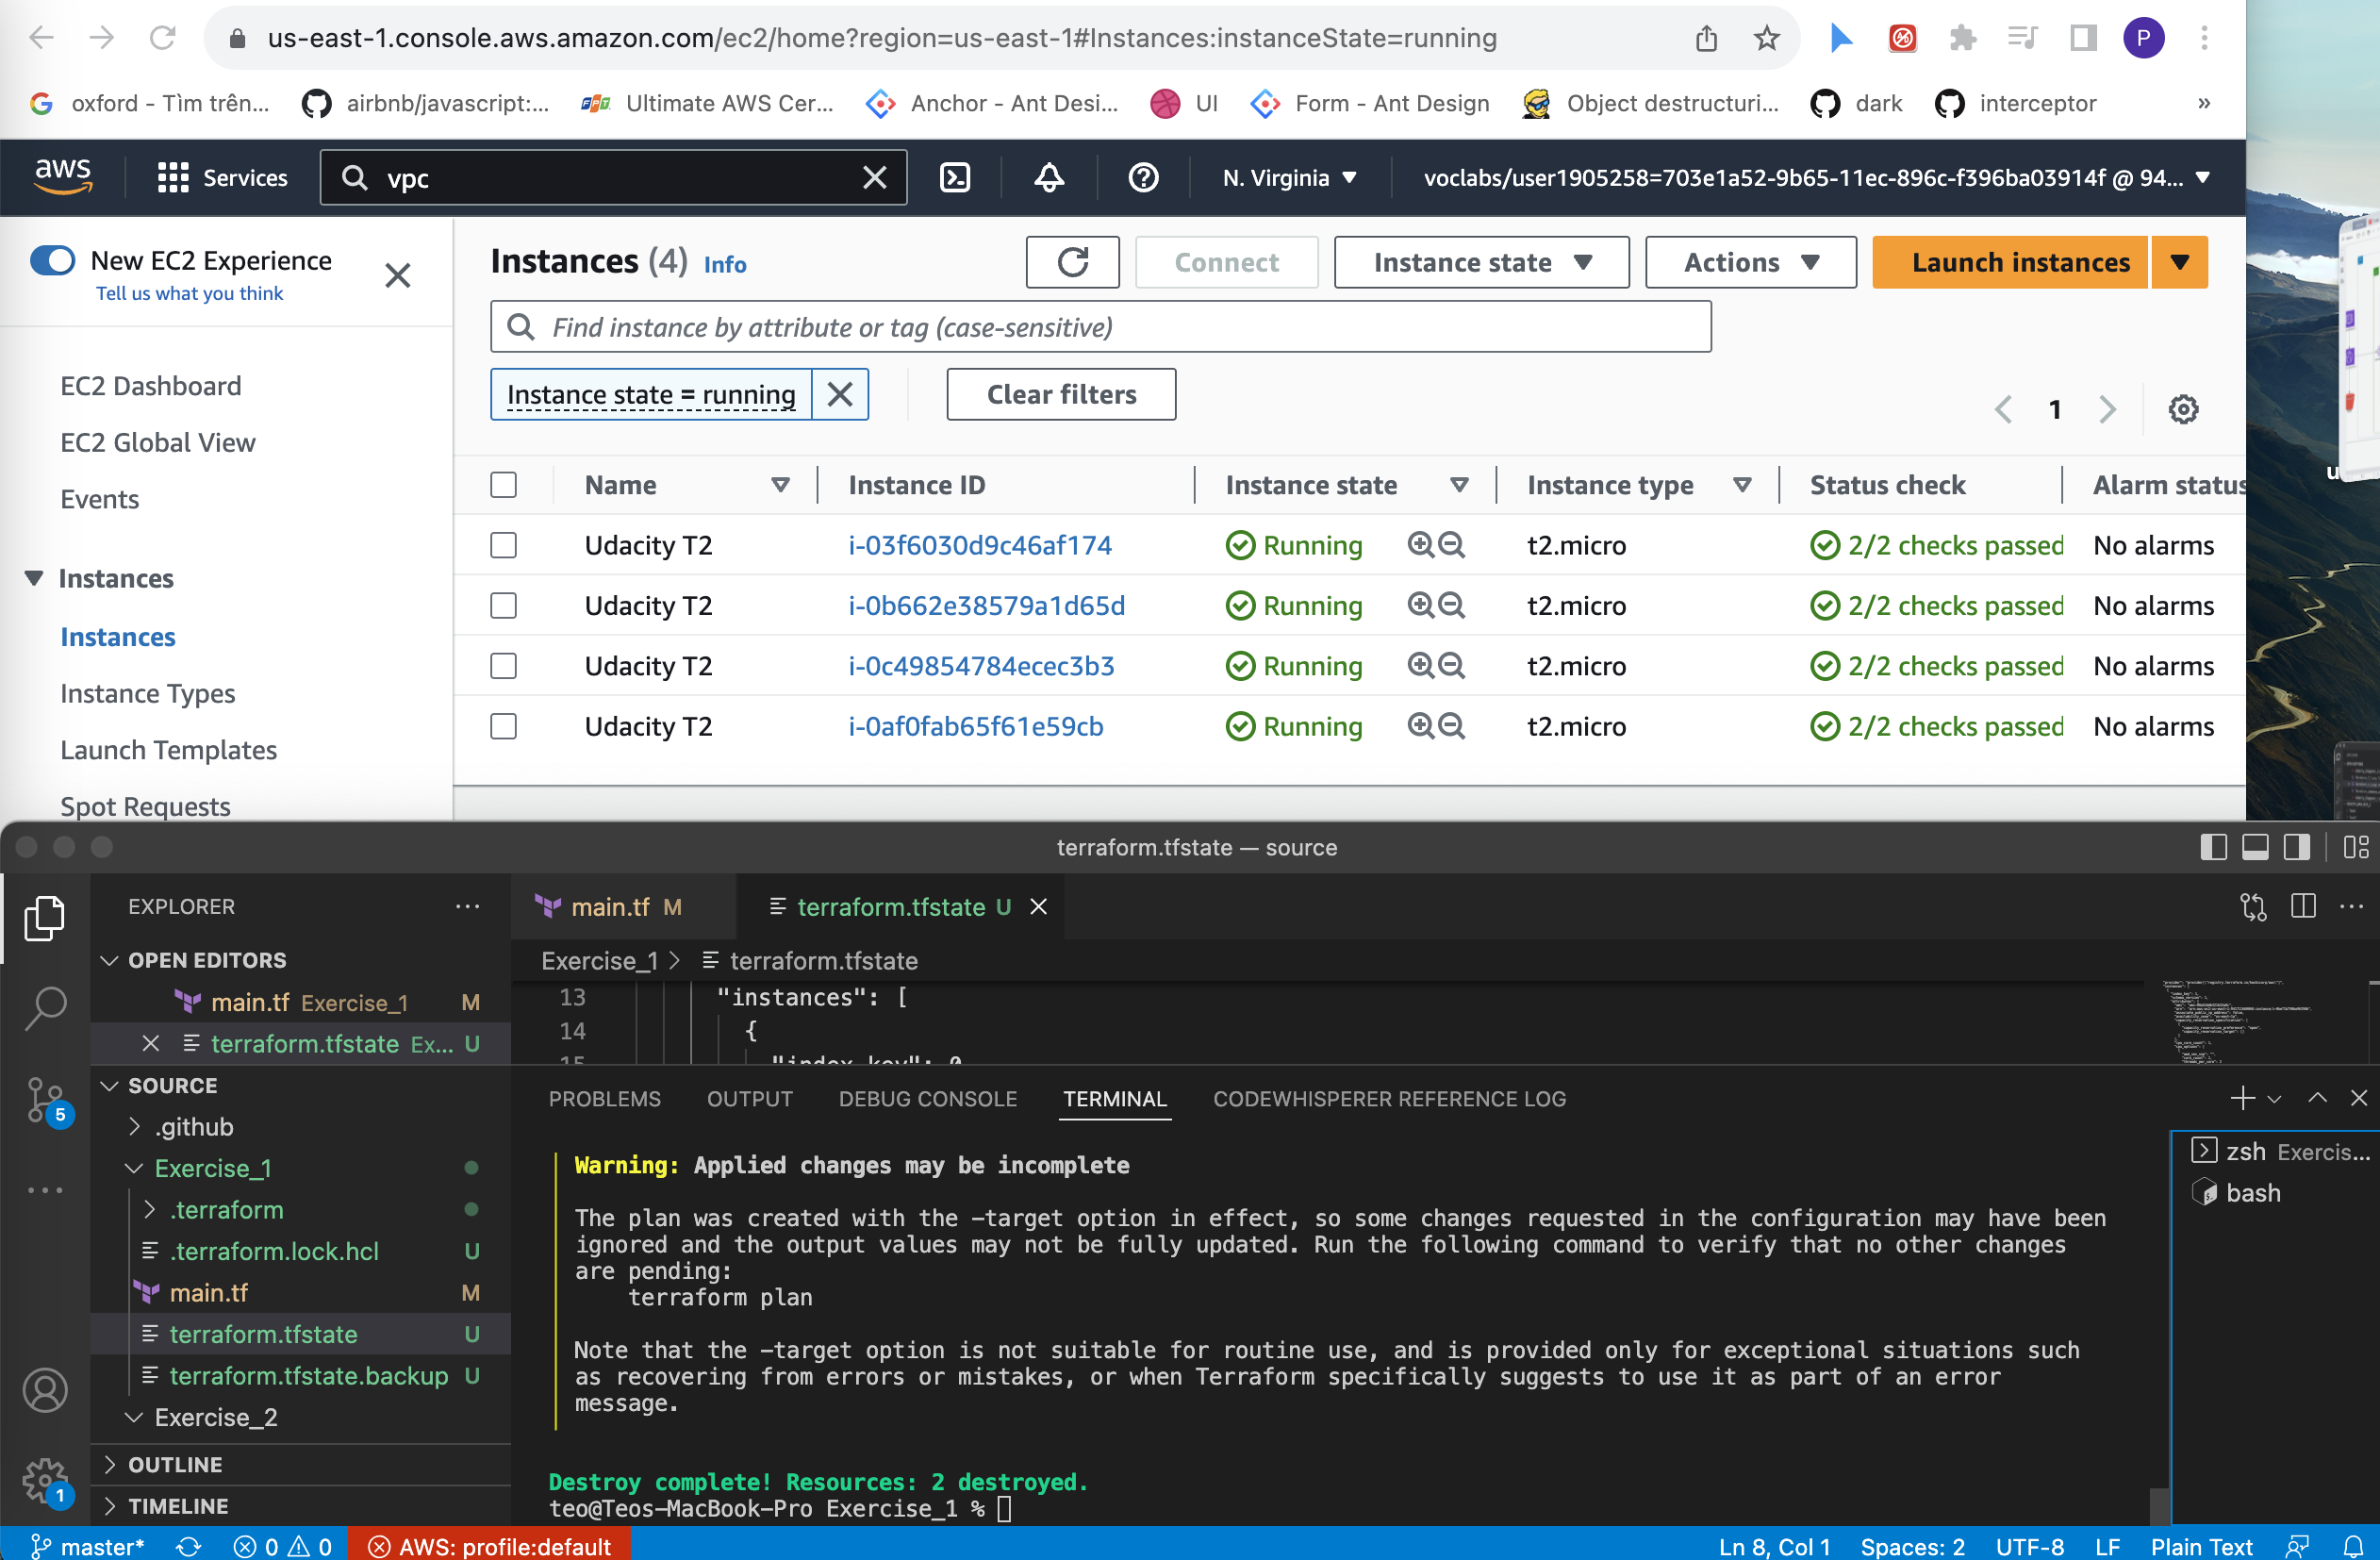 us-east-1.console.aws.amazon.com/ec2/home?region=us-east-1#Instances:instanceState=running
P
oxford - Tìm trên...
airbnb/javascript:...
FPT
Ultimate AWS Cer...
Anchor - Ant Desi...
UI
Form - Ant Design
Object destructuri...
dark
interceptor
»
aws
Services
vpc
N. Virginia
voclabs/user1905258=703e1a52-9b65-11ec-896c-f396ba03914f @ 94...
New EC2 Experience
Tell us what you think
EC2 Dashboard
EC2 Global View
Events
Instances
Instances
Instance Types
Launch Templates
Spot Requests
Instances (4) Info
Connect
Instance state
Actions
Launch instances
Find instance by attribute or tag (case-sensitive)
Instance state = running
Clear filters
1
Name Instance ID Instance state Instance type Status check Alarm status
Udacity T2 i-03f6030d9c46af174 Running t2.micro 2/2 checks passed No alarms
Udacity T2 i-0b662e38579a1d65d Running t2.micro 2/2 checks passed No alarms
Udacity T2 i-0c49854784ecec3b3 Running t2.micro 2/2 checks passed No alarms
Udacity T2 i-0af0fab65f61e59cb Running t2.micro 2/2 checks passed No alarms
u
terraform.tfstate — source
EXPLORER
OPEN EDITORS
main.tf Exercise_1 M
terraform.tfstate Ex... U
SOURCE
.github
Exercise_1
.terraform
.terraform.lock.hcl U
main.tf M
terraform.tfstate U
terraform.tfstate.backup U
Exercise_2
OUTLINE
TIMELINE
5
1
main.tf M
terraform.tfstate U
Exercise_1 > terraform.tfstate
13 "instances": [
14 {
15 "index_key": 0
PROBLEMS OUTPUT DEBUG CONSOLE TERMINAL CODEWHISPERER REFERENCE LOG
Warning: Applied changes may be incomplete
The plan was created with the -target option in effect, so some changes requested in the configuration may have been
ignored and the output values may not be fully updated. Run the following command to verify that no other changes
are pending:
terraform plan
Note that the -target option is not suitable for routine use, and is provided only for exceptional situations such
as recovering from errors or mistakes, or when Terraform specifically suggests to use it as part of an error
message.
Destroy complete! Resources: 2 destroyed.
teo@Teos-MacBook-Pro Exercise_1 %
zsh Exercis...
bash
master*
0
0
AWS: profile:default
Ln 8, Col 1
Spaces: 2
UTF-8
LF
Plain Text